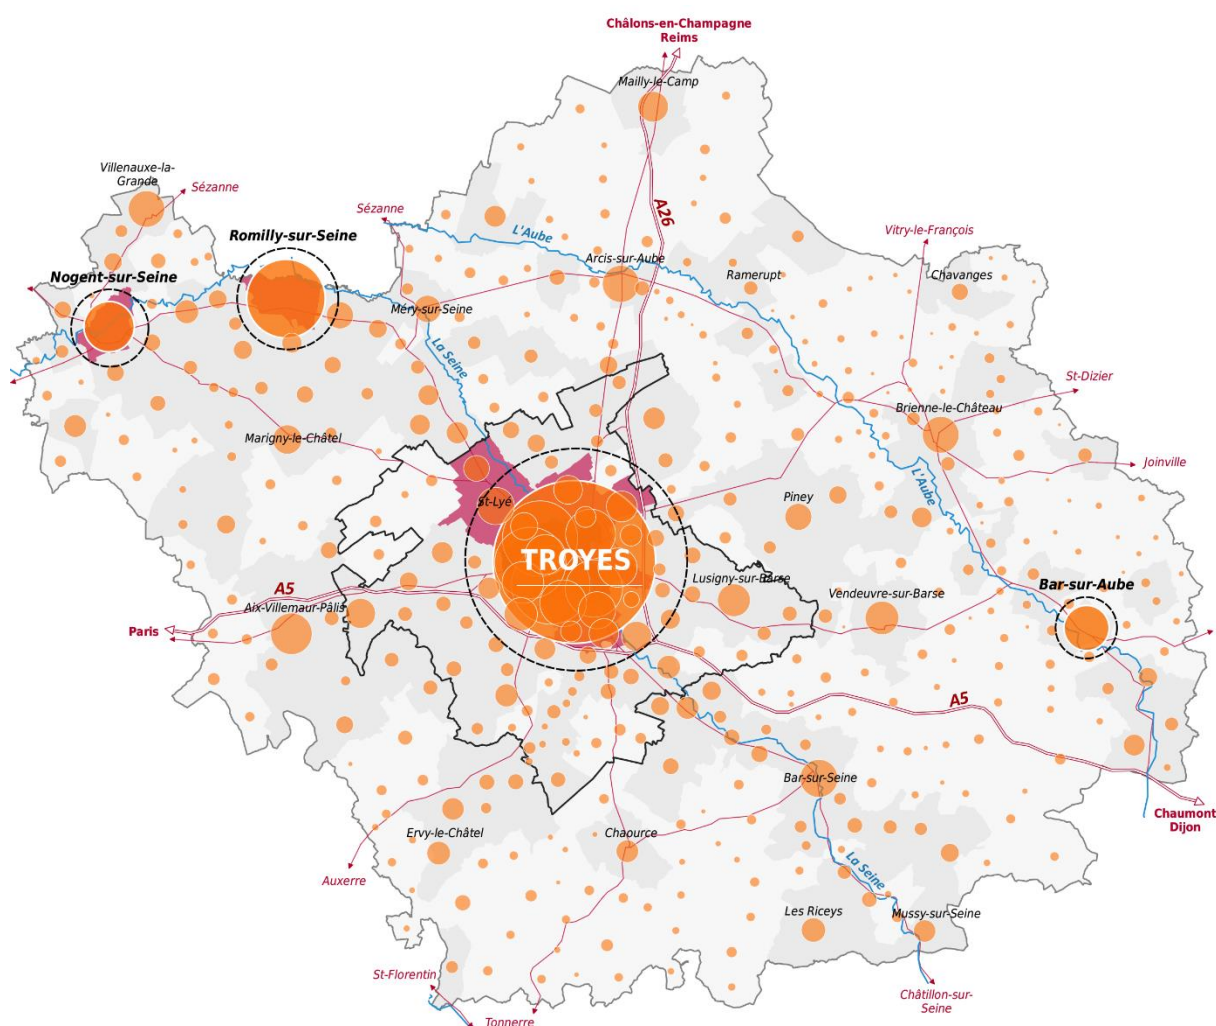 Châlons-en-Champagne
Reims
Mailly-le-Camp
Villenauxe-la-
Grande
Sézanne
Sézanne
A26
Romilly-sur-Seine
L'Aube
Vitry-le-François
Nogent-sur-Seine
Arcis-sur-Aube
Ramerupt
Chavanges
Méry-sur-Seine
La Seine
St-Dizier
Brienne-le-Château
Marigny-le-Châtel
Joinville
L'Aube
St-Lyé
Piney
TROYES
Lusigny-sur-Barse
Bar-sur-Aube
A5
Vendeuvre-sur-Barse
Aix-Villemaur-Pâlis
Paris
A5
Bar-sur-Seine
Chaumont
Dijon
Ervy-le-Châtel
Chaource
La Seine
Auxerre
Les Riceys
Mussy-sur-Seine
St-Florentin
Châtillon-sur-
Seine
Tonnerre